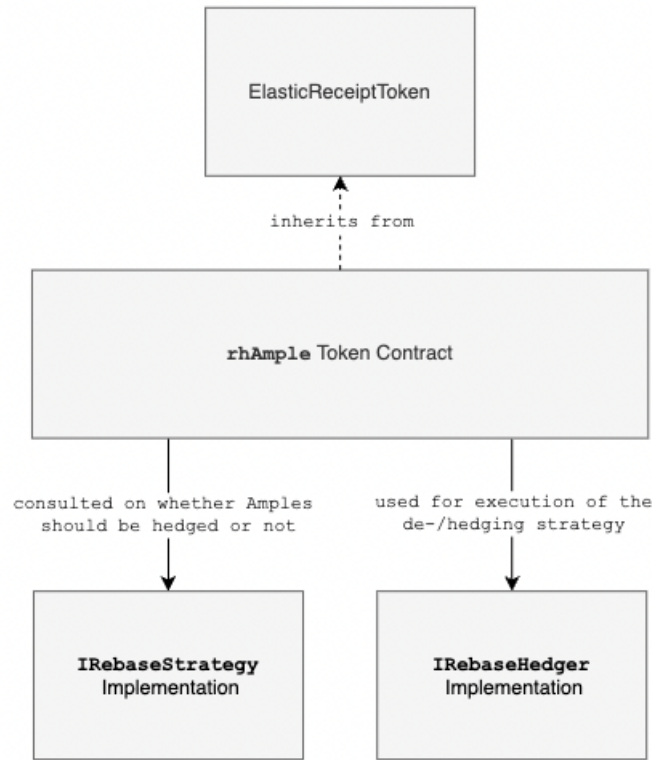 ElasticReceiptToken
inherits from
rhAmple Token Contract
consulted on whether Amples
should be hedged or not
used for execution of the
de-/hedging strategy
IRebaseStrategy
Implementation
IRebaseHedger
Implementation